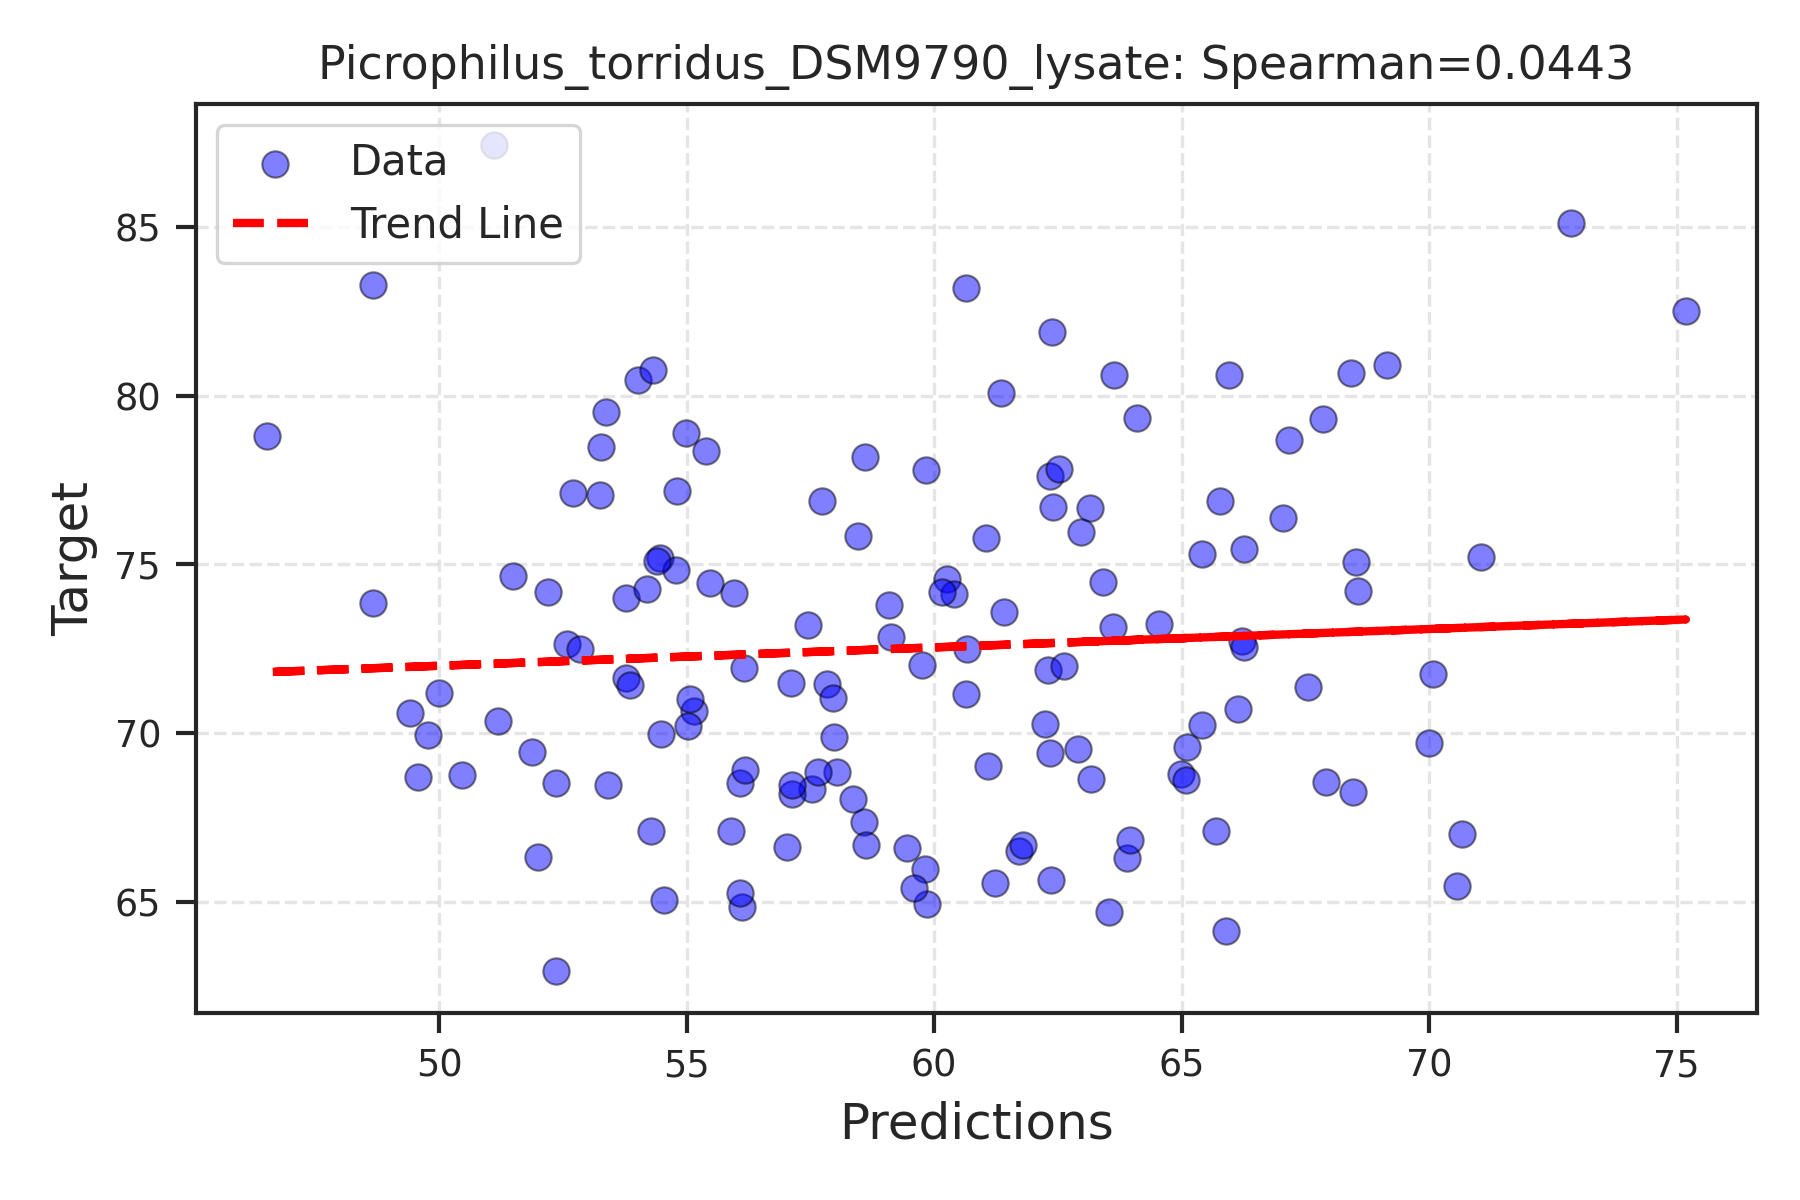 Picrophilus_torridus_DSM9790_lysate: Spearman=0.0443
Data
Trend Line
85
80
75
70
65
Target
50 55 60 65 70 75
Predictions